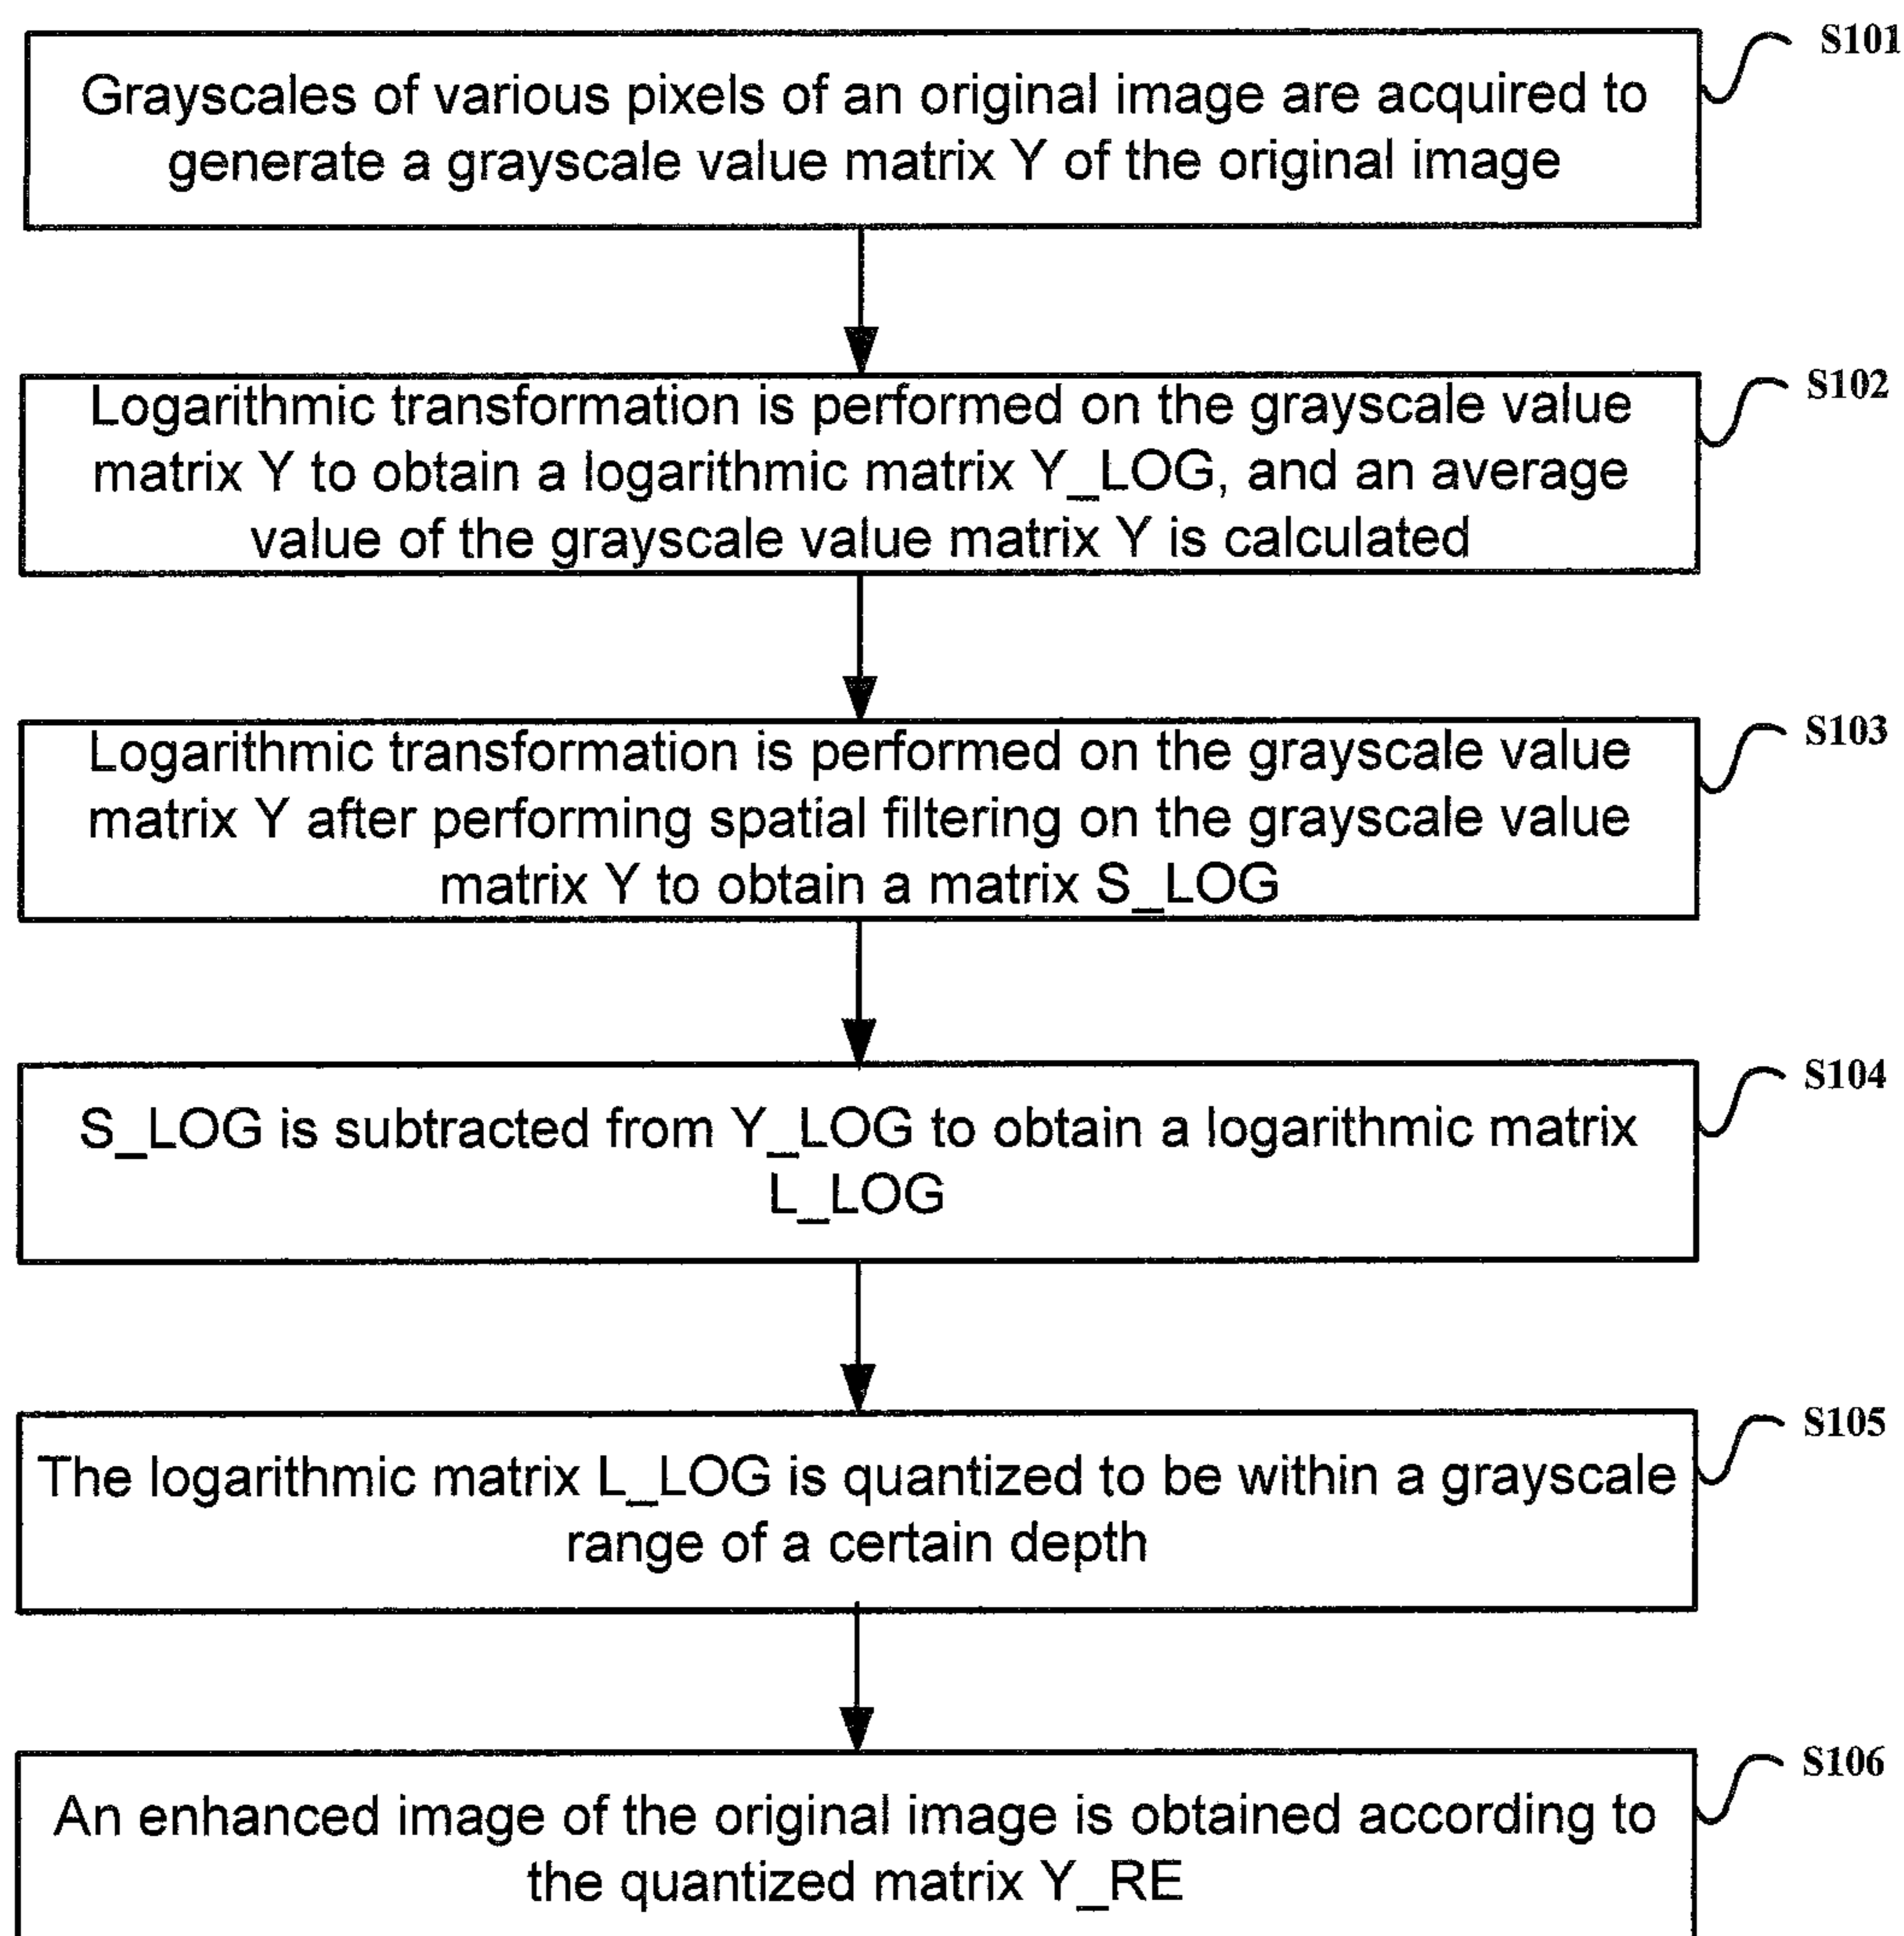 S101
Grayscales of various pixels of an original image are acquired to
generate a grayscale value matrix Y of the original image
S102
Logarithmic transformation is performed on the grayscale value
matrix Y to obtain a logarithmic matrix Y_LOG, and an average
value of the grayscale value matrix Y is calculated
S103
Logarithmic transformation is performed on the grayscale value
matrix Y after performing spatial filtering on the grayscale value
matrix Y to obtain a matrix S_LOG
S104
S_LOG is subtracted from Y_LOG to obtain a logarithmic matrix
L_LOG
S105
The logarithmic matrix L_LOG is quantized to be within a grayscale
range of a certain depth
S106
An enhanced image of the original image is obtained according to
the quantized matrix Y_RE